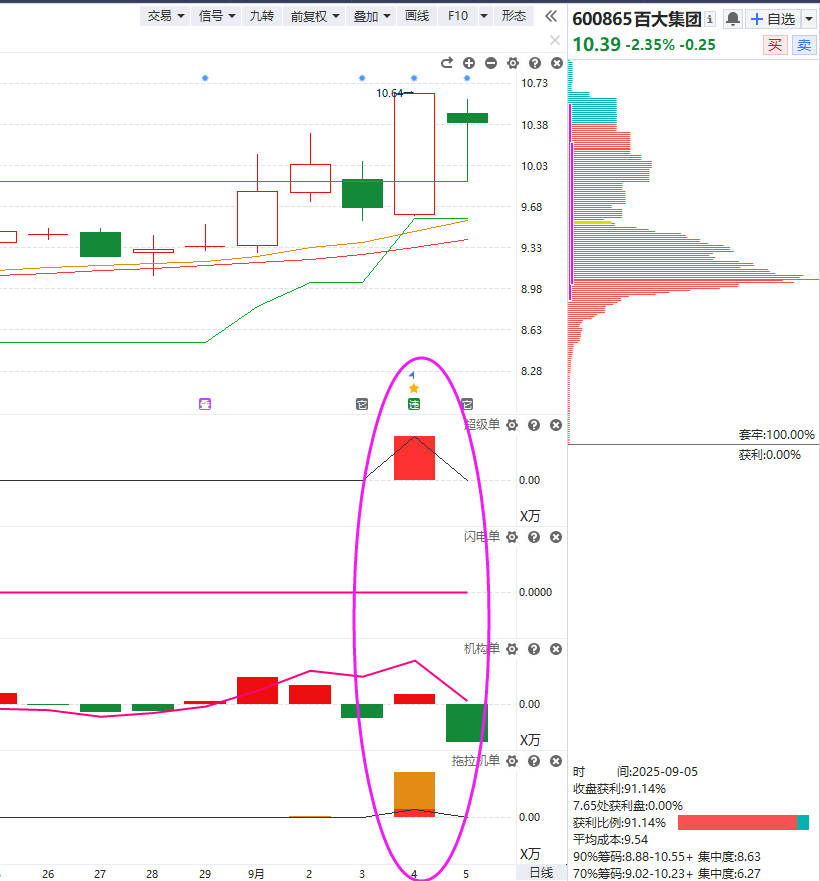 交易 信号 九转 前复权 叠加 画线 F10 形态
600865百大集团 自选
10.39 -2.35% -0.25 买 卖
10.73
10.64
10.38
10.03
9.68
9.33
8.98
8.63
8.28
套牢:100.00%
获利:0.00%
超级单
0.00
X万
闪电单
0.0000
机构单
0.00
X万
拖拉机单
0.00
X万
时 间:2025-09-05
收盘获利:91.14%
7.65处获利盘:0.00%
获利比例:91.14%
平均成本:9.54
90%筹码:8.88-10.55+ 集中度:8.63
70%筹码:9.02-10.23+ 集中度:6.27
26 27 28 29 9月 2 3 4 5 日线